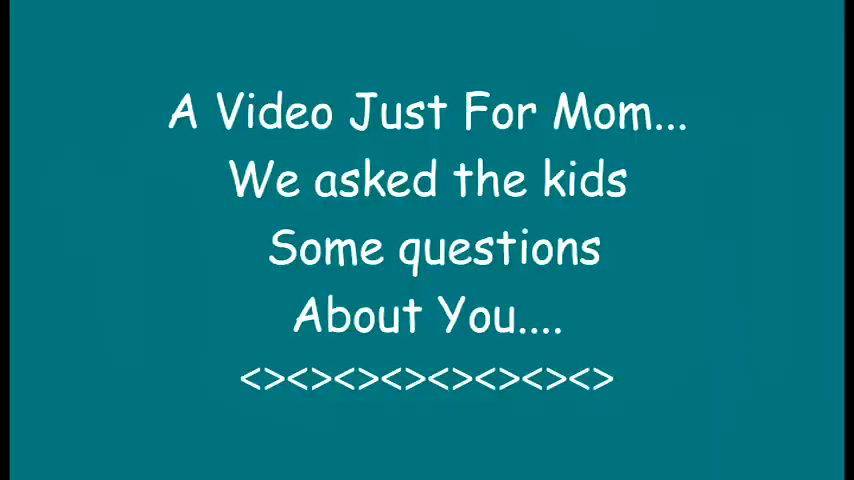 A Video Just For Mom...
We asked the kids
Some questions
About You....
<><><><><><><><>